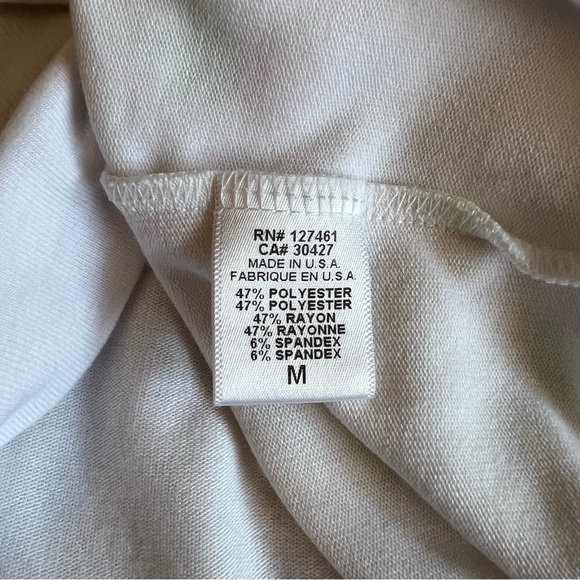 RN# 127461
CA# 30427
MADE IN U.S.A.
FABRIQUE EN U.S.A.
47% POLYESTER
47% POLYESTER
47% RAYON
47% RAYONNE
6% SPANDEX
6% SPANDEX
M